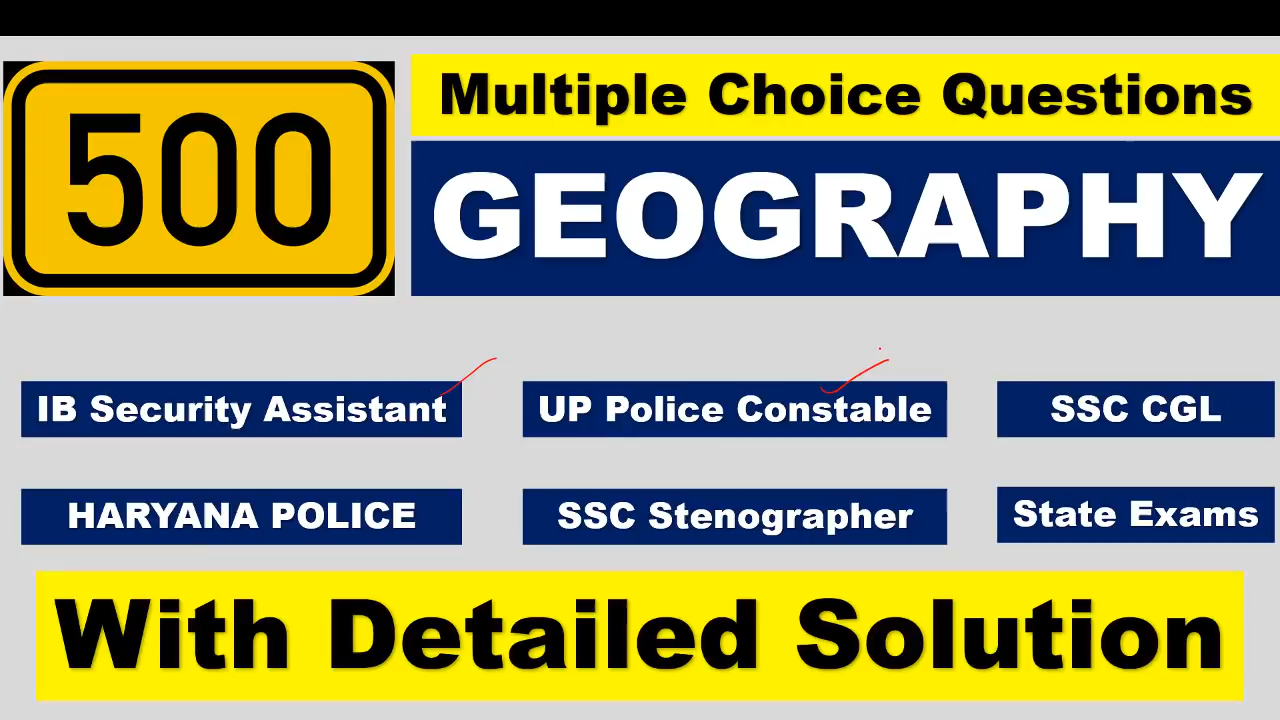 500
Multiple Choice Questions
GEOGRAPHY
IB Security Assistant
UP Police Constable
SSC CGL
HARYANA POLICE
SSC Stenographer
State Exams
With Detailed Solution